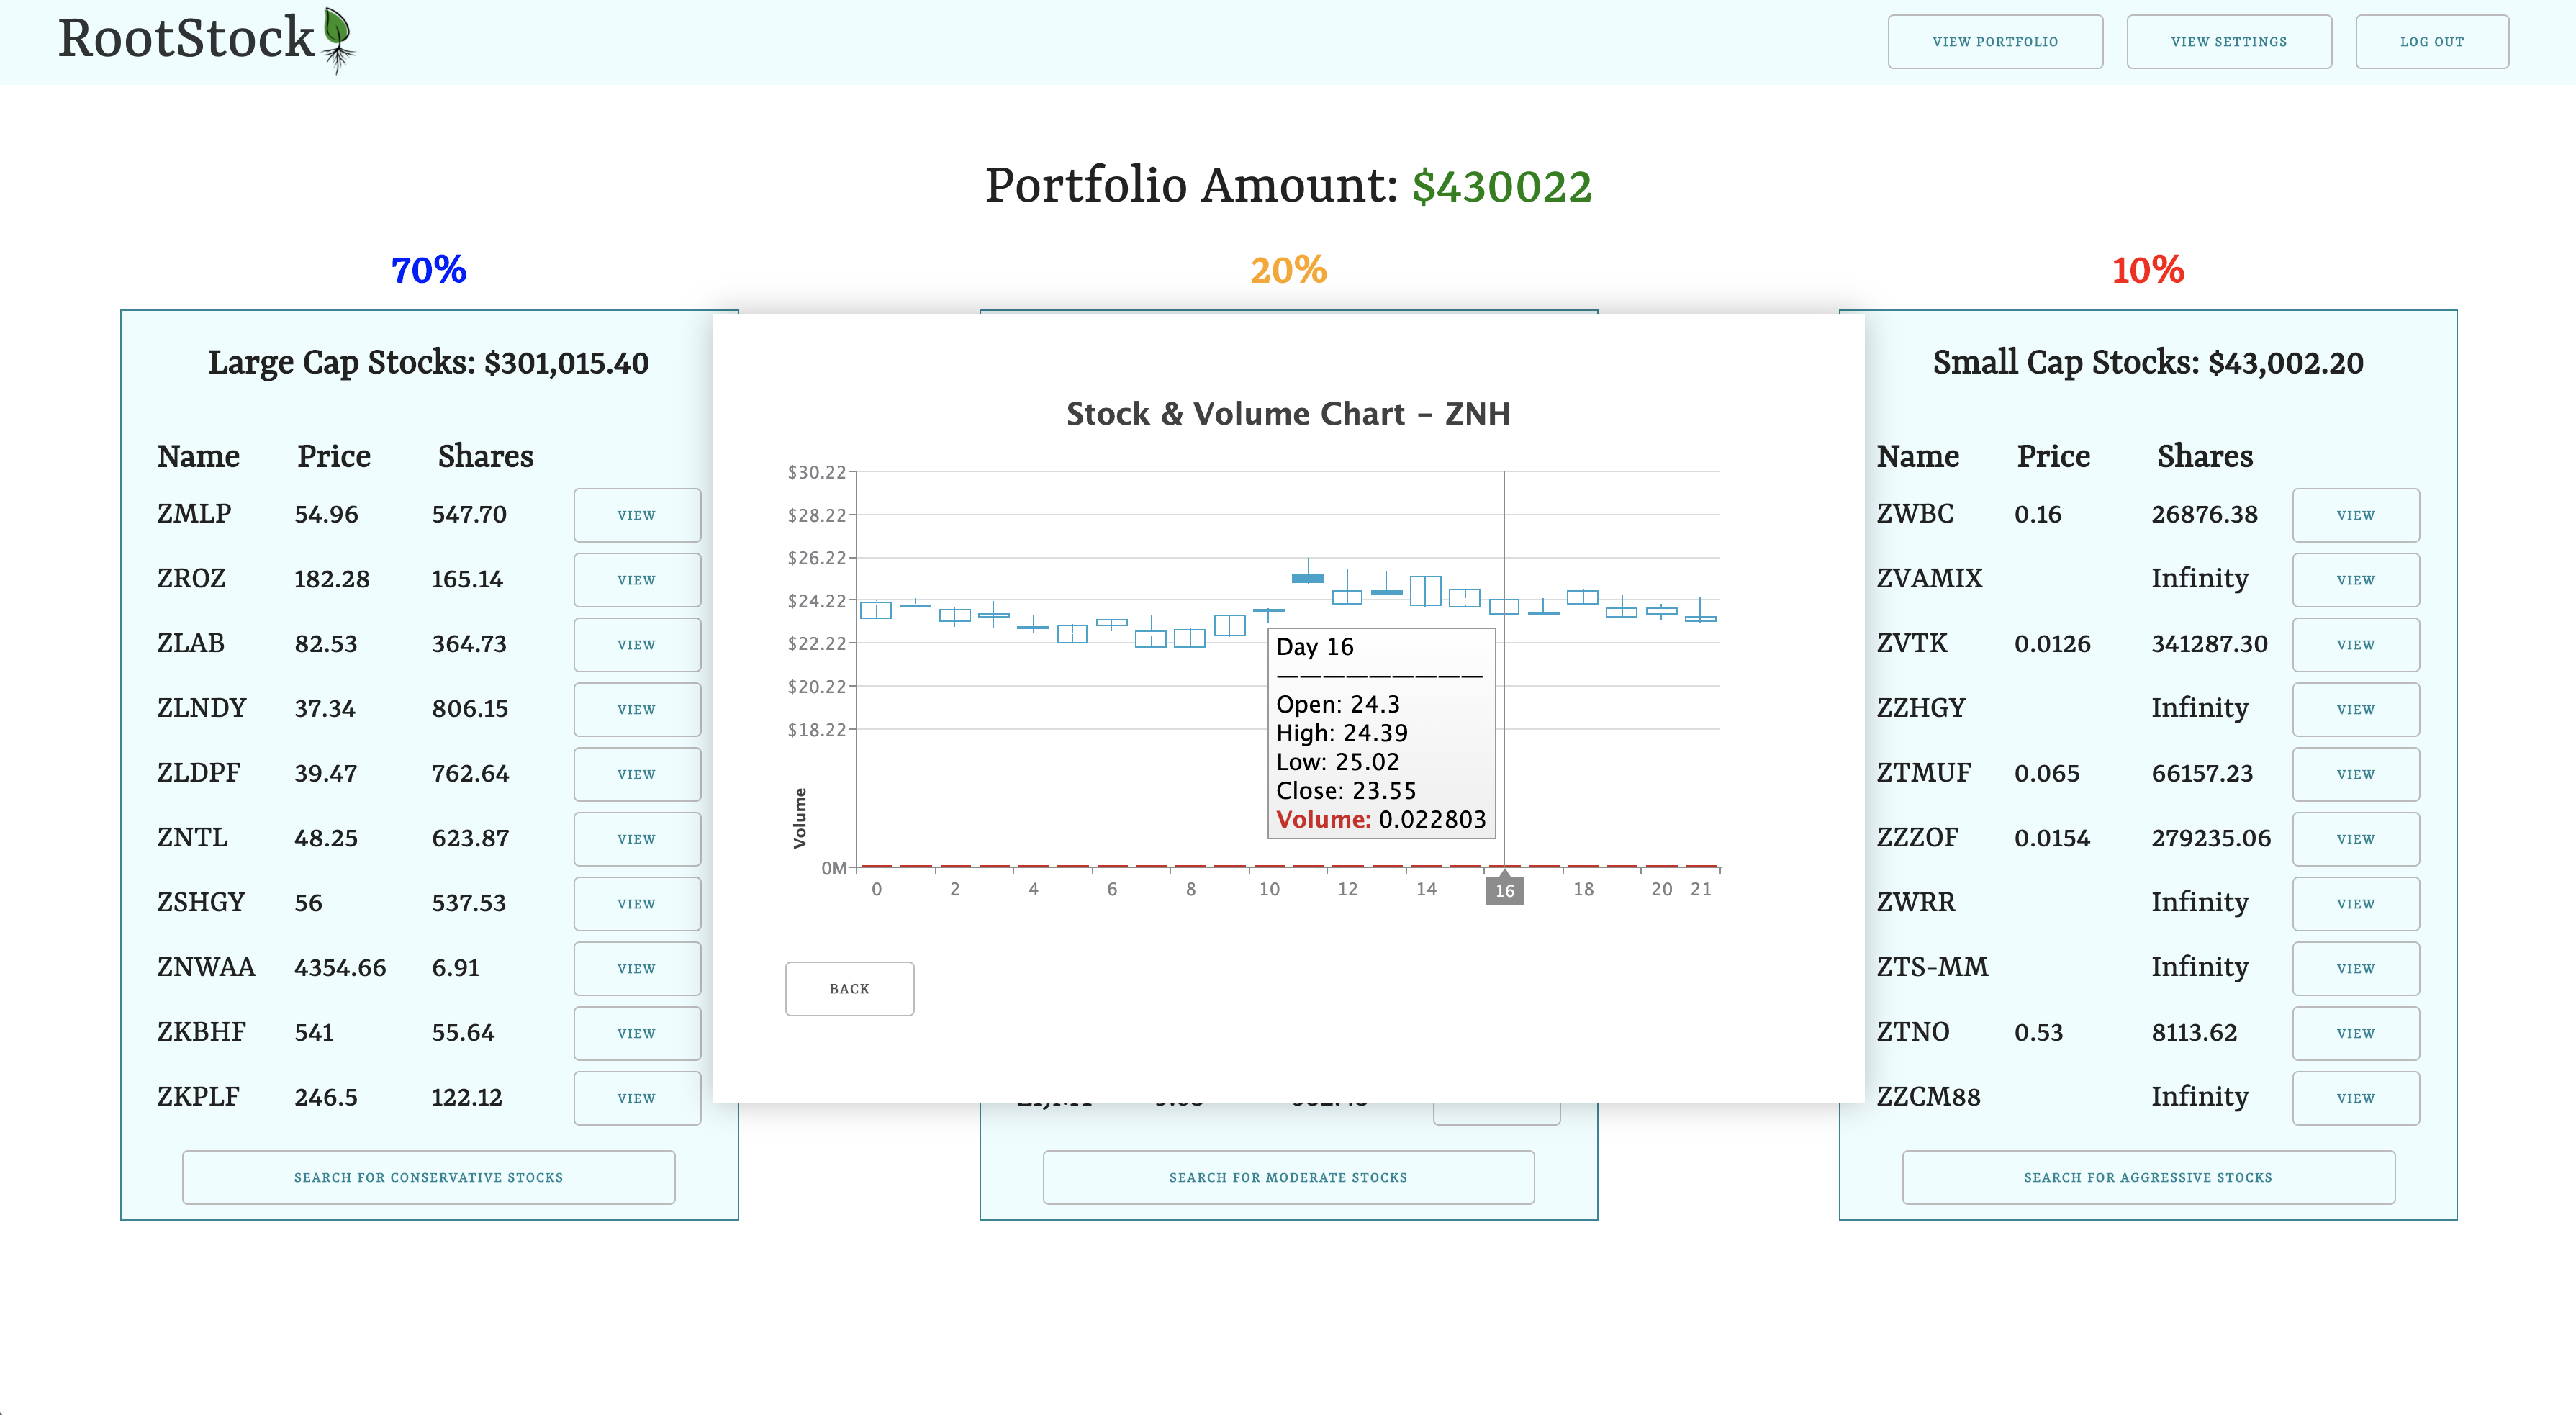 RootStock
VIEW PORTFOLIO
VIEW SETTINGS
LOG OUT
Portfolio Amount: $430022
70%
20%
10%
Large Cap Stocks: $301,015.40
Name Price Shares
ZMLP 54.96 547.70 VIEW
ZROZ 182.28 165.14 VIEW
ZLAB 82.53 364.73 VIEW
ZLNDY 37.34 806.15 VIEW
ZLDPF 39.47 762.64 VIEW
ZNTL 48.25 623.87 VIEW
ZSHGY 56 537.53 VIEW
ZNWAA 4354.66 6.91 VIEW
ZKBHF 541 55.64 VIEW
ZKPLF 246.5 122.12 VIEW
SEARCH FOR CONSERVATIVE STOCKS
Stock & Volume Chart – ZNH
$30.22
$28.22
$26.22
$24.22
$22.22
$20.22
$18.22
Volume
0M
0 2 4 6 8 10 12 14 16 18 20 21
Day 16
—————————
Open: 24.3
High: 24.39
Low: 25.02
Close: 23.55
Volume: 0.022803
BACK
SEARCH FOR MODERATE STOCKS
Small Cap Stocks: $43,002.20
Name Price Shares
ZWBC 0.16 26876.38 VIEW
ZVAMIX Infinity VIEW
ZVTK 0.0126 341287.30 VIEW
ZZHGY Infinity VIEW
ZTMUF 0.065 66157.23 VIEW
ZZZOF 0.0154 279235.06 VIEW
ZWRR Infinity VIEW
ZTS-MM Infinity VIEW
ZTNO 0.53 8113.62 VIEW
ZZCM88 Infinity VIEW
SEARCH FOR AGGRESSIVE STOCKS